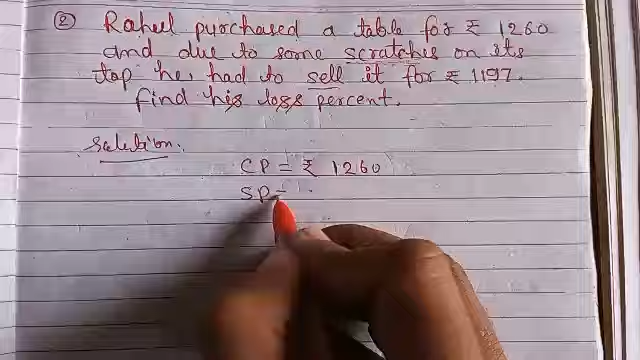 ② Rahul purchased a table for ₹ 1260
and due to some scratches on its
top he had to sell it for ₹ 1197.
find his loss percent.
Solution.
CP = ₹ 1260
SP =